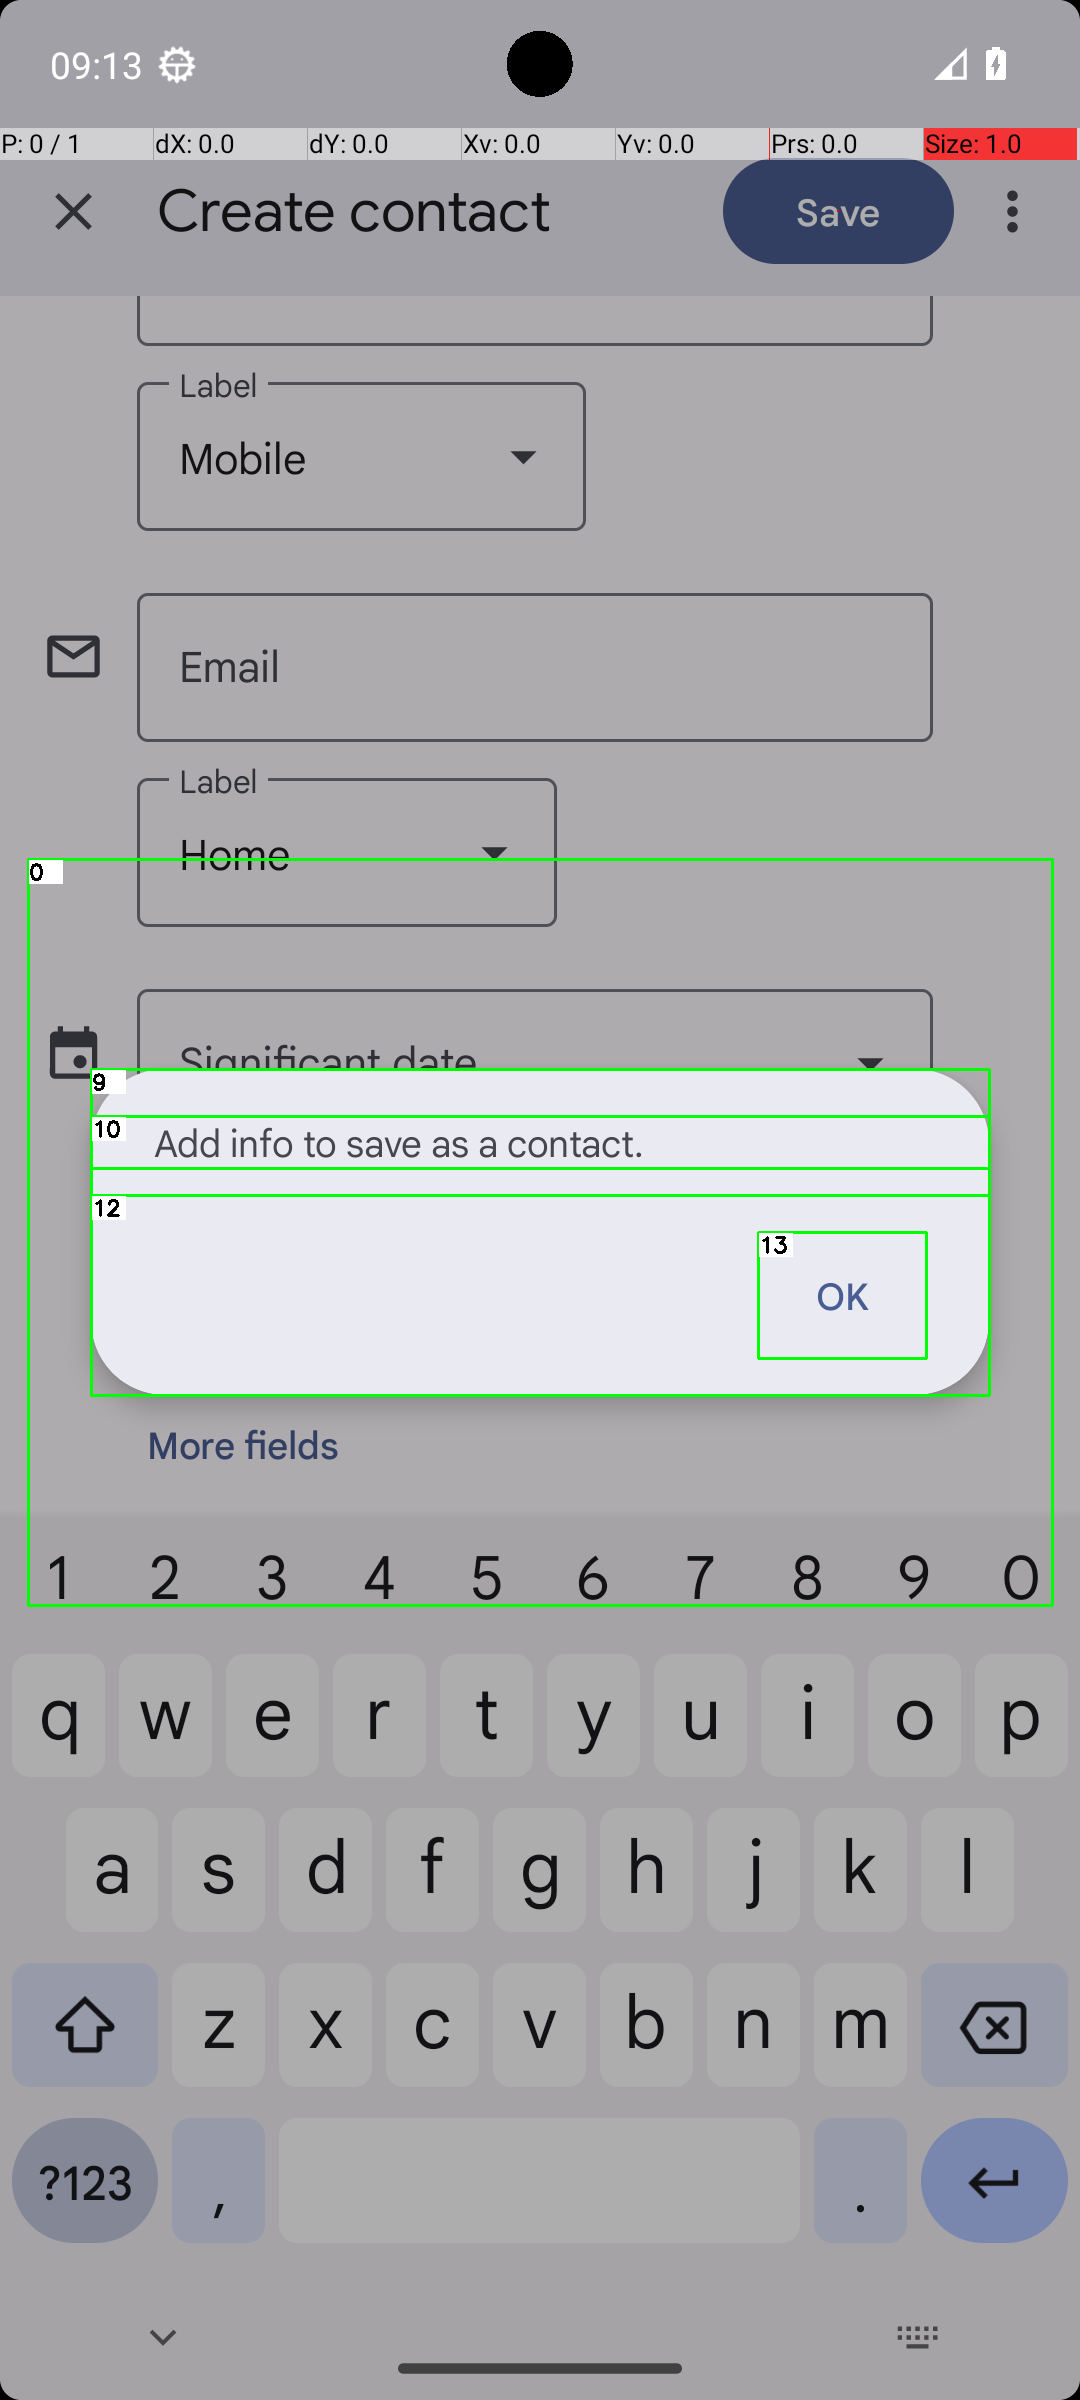 09:13
P: 0 / 1 dX: 0.0 dY: 0.0 Xv: 0.0 Yv: 0.0 Prs: 0.0 Size: 1.0
Create contact Save
Label
Mobile
Email
Label
Home
0
Significant date
9
10 Add info to save as a contact.
12
13
OK
More fields
1 2 3 4 5 6 7 8 9 0
q w e r t y u i o p
a s d f g h j k l
z x c v b n m
?123 , .